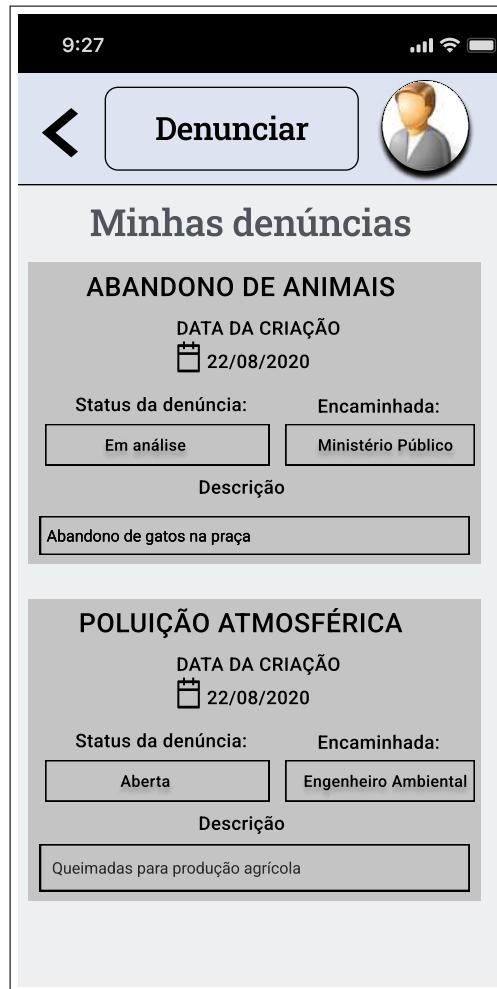 9:27
Denunciar
Minhas denúncias
ABANDONO DE ANIMAIS
DATA DA CRIAÇÃO
22/08/2020
Status da denúncia: Encaminhada:
Em análise Ministério Público
Descrição
Abandono de gatos na praça
POLUIÇÃO ATMOSFÉRICA
DATA DA CRIAÇÃO
22/08/2020
Status da denúncia: Encaminhada:
Aberta Engenheiro Ambiental
Descrição
Queimadas para produção agrícola